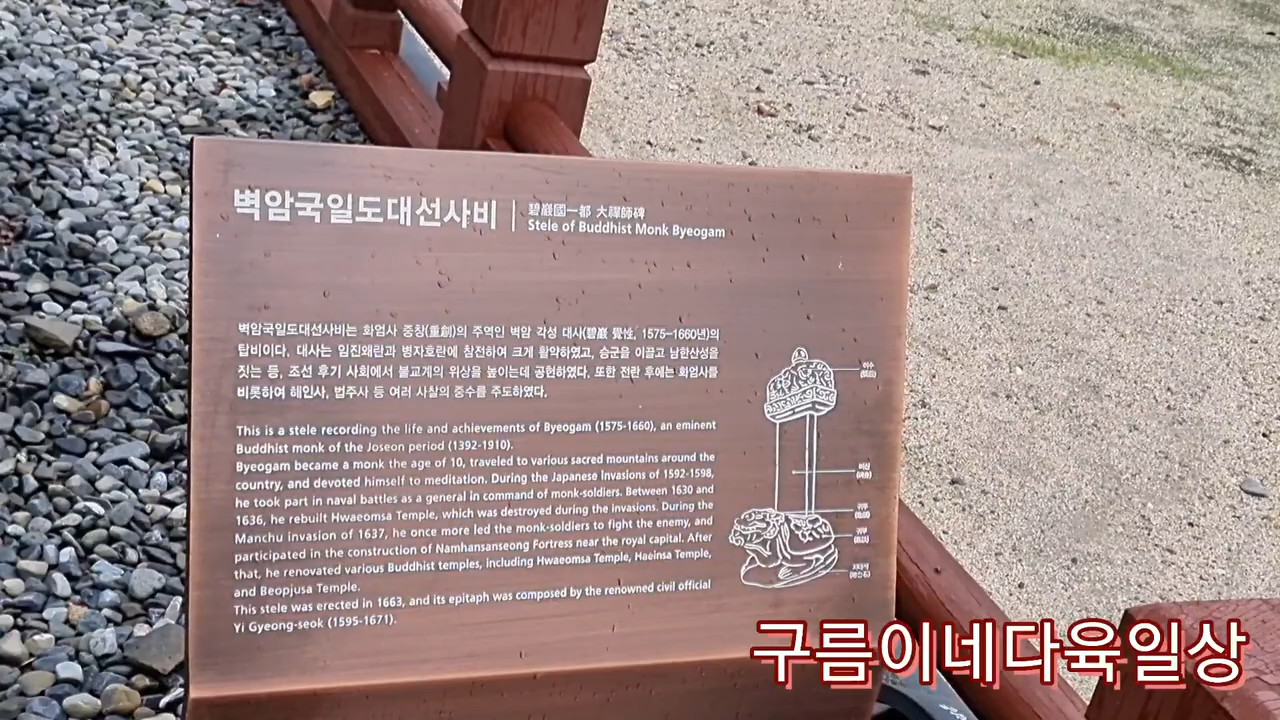 벽암국일도대선사비
碧巖國一都 大禪師碑
Stele of Buddhist Monk Byeogam
벽암국일도대선사비는 화엄사 중창(重創)의 주역인 벽암 각성 대사(碧巖 覺性, 1575–1660년)의
탑비이다. 대사는 임진왜란과 병자호란에 참전하여 크게 활약하였고, 승군을 이끌고 남한산성을
짓는 등, 조선 후기 사회에서 불교계의 위상을 높이는데 공헌하였다. 또한 전란 후에는 화엄사를
비롯하여 해인사, 법주사 등 여러 사찰의 중수를 주도하였다.
This is a stele recording the life and achievements of Byeogam (1575-1660), an eminent
Buddhist monk of the Joseon period (1392-1910).
Byeogam became a monk the age of 10, traveled to various sacred mountains around the
country, and devoted himself to meditation. During the Japanese Invasions of 1592-1598,
he took part in naval battles as a general in command of monk-soldiers. Between 1630 and
1636, he rebuilt Hwaeomsa Temple, which was destroyed during the invasions. During the
Manchu invasion of 1637, he once more led the monk-soldiers to fight the enemy, and
participated in the construction of Namhansanseong Fortress near the royal capital. After
that, he renovated various Buddhist temples, including Hwaeomsa Temple, Haeinsa Temple,
and Beopjusa Temple.
This stele was erected in 1663, and its epitaph was composed by the renowned civil official
Yi Gyeong-seok (1595-1671).
이수
비신
귀두
귀부
지대석
구름이네다육일상